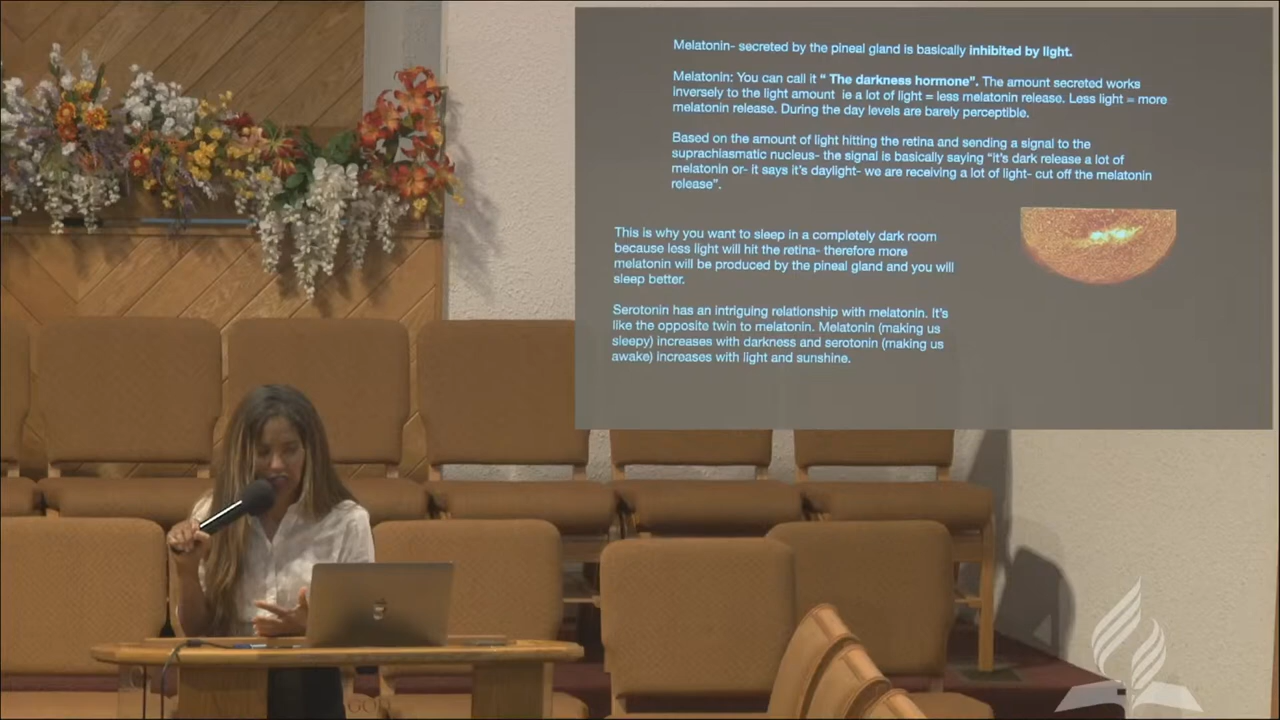 Melatonin- secreted by the pineal gland is basically inhibited by light.
Melatonin: You can call it “ The darkness hormone”. The amount secreted works
inversely to the light amount  ie a lot of light = less melatonin release. Less light = more
melatonin release. During the day levels are barely perceptible.
Based on the amount of light hitting the retina and sending a signal to the
suprachiasmatic nucleus- the signal is basically saying “it’s dark release a lot of
melatonin or- it says it’s daylight- we are receiving a lot of light- cut off the melatonin
release”.
This is why you want to sleep in a completely dark room
because less light will hit the retina- therefore more
melatonin will be produced by the pineal gland and you will
sleep better.
Serotonin has an intriguing relationship with melatonin. It’s
like the opposite twin to melatonin. Melatonin (making us
sleepy) increases with darkness and serotonin (making us
awake) increases with light and sunshine.
GOD